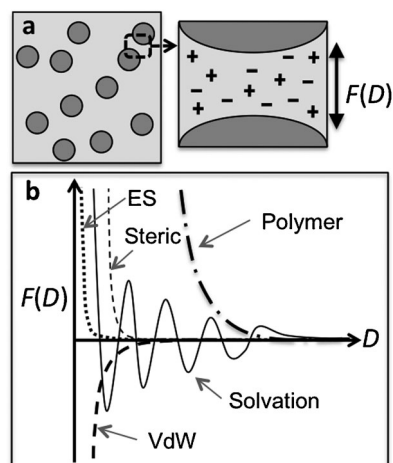 a
F(D)
b
ES
Steric
Polymer
F(D)
D
Solvation
VdW